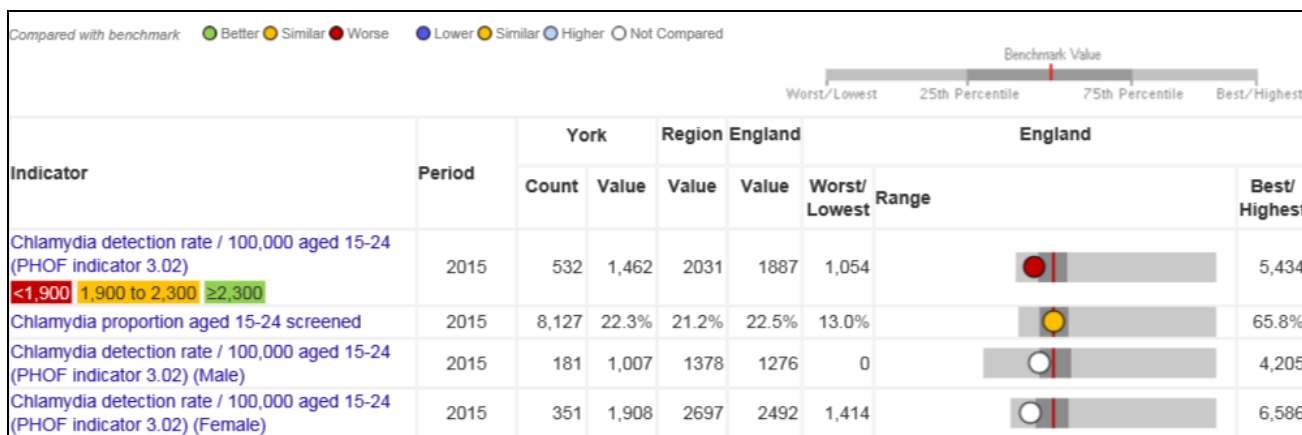 Compared with benchmark Better Similar Worse Lower Similar Higher Not Compared
Benchmark Value
Worst/Lowest 25th Percentile 75th Percentile Best/Highest
York Region England England
Indicator Period
Count Value Value Value Worst/ Range Best/
Lowest Highest
Chlamydia detection rate / 100,000 aged 15-24
(PHOF indicator 3.02) 2015 532 1,462 2031 1887 1,054 5,434
<1,900 1,900 to 2,300 ≥2,300
Chlamydia proportion aged 15-24 screened 2015 8,127 22.3% 21.2% 22.5% 13.0% 65.8%
Chlamydia detection rate / 100,000 aged 15-24
(PHOF indicator 3.02) (Male) 2015 181 1,007 1378 1276 0 4,205
Chlamydia detection rate / 100,000 aged 15-24
(PHOF indicator 3.02) (Female) 2015 351 1,908 2697 2492 1,414 6,586